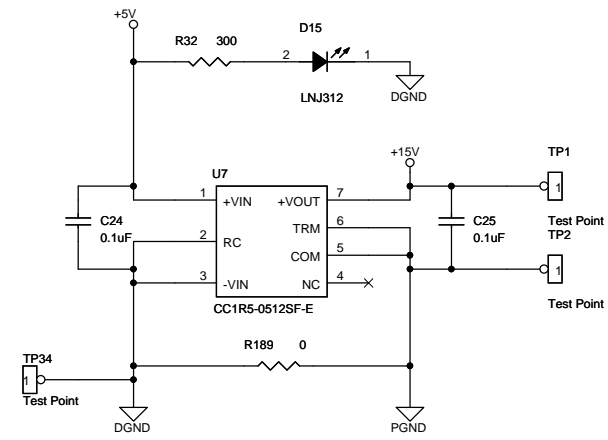 +5V
R32 300
D15
2
1
LNJ312
DGND
+15V
TP1
U7
1
+VIN
+VOUT
7
1
C24
0.1uF
2
RC
TRM
6
C25
0.1uF
Test Point
TP2
COM
5
3
-VIN
NC
4
1
CC1R5-0512SF-E
Test Point
R189 0
TP34
1
Test Point
DGND
PGND